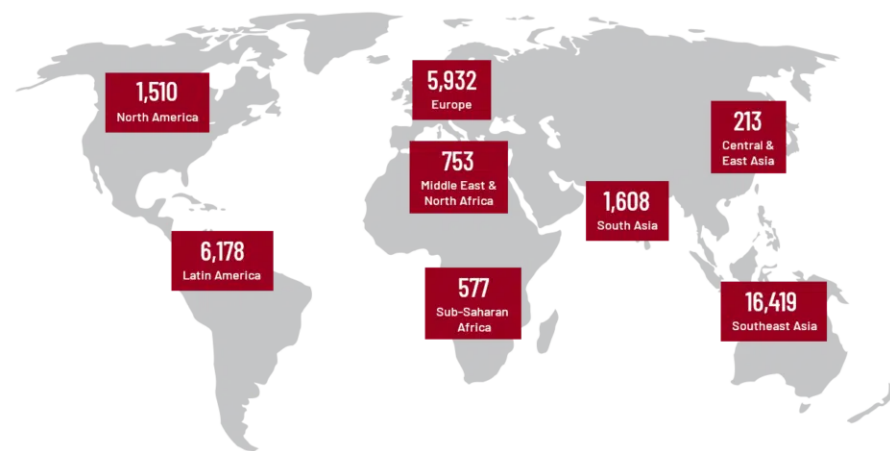 1,510
North America
5,932
Europe
213
Central &
East Asia
753
Middle East &
North Africa
1,608
South Asia
6,178
Latin America
577
Sub-Saharan
Africa
16,419
Southeast Asia